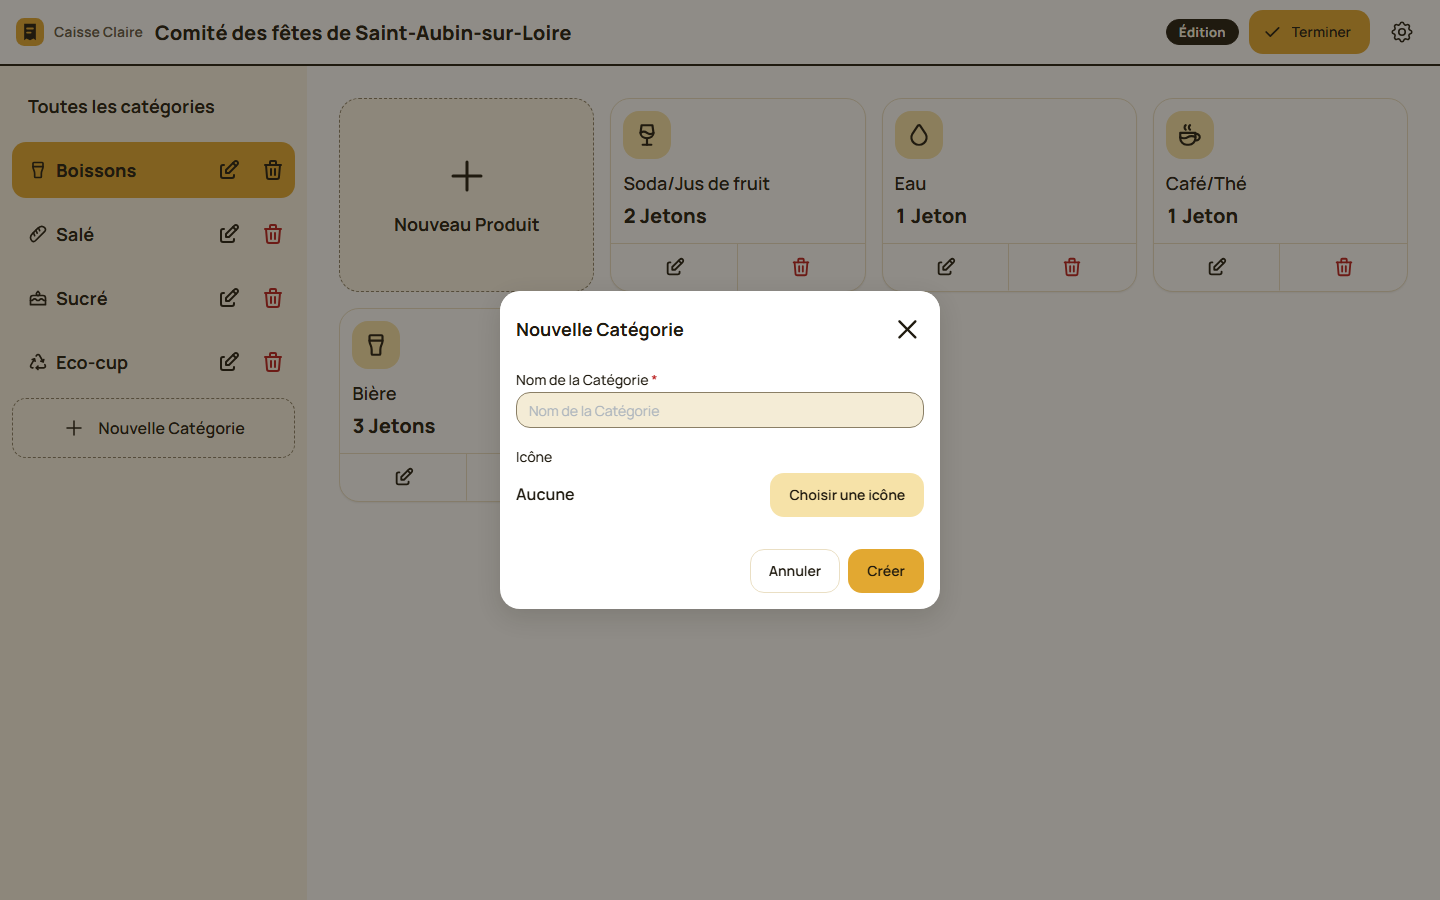 Caisse Claire
Comité des fêtes de Saint-Aubin-sur-Loire
Édition
Terminer
Toutes les catégories
Boissons
Salé
Sucré
Eco-cup
Nouvelle Catégorie
Nouveau Produit
Soda/Jus de fruit
2 Jetons
Eau
1 Jeton
Café/Thé
1 Jeton
Bière
3 Jetons
Nouvelle Catégorie
Nom de la Catégorie *
Nom de la Catégorie
Icône
Aucune
Choisir une icône
Annuler
Créer